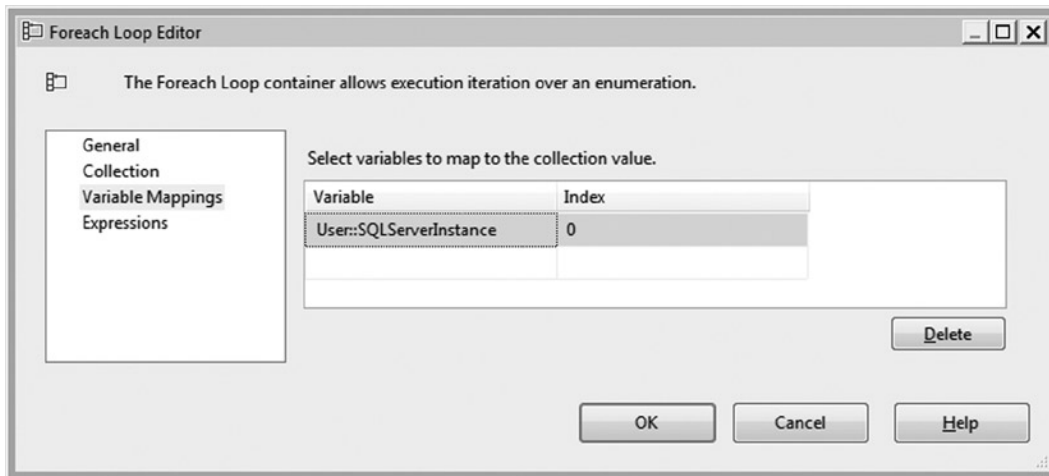 Foreach Loop Editor
The Foreach Loop container allows execution iteration over an enumeration.
General
Collection
Variable Mappings
Expressions
Select variables to map to the collection value.
Variable Index
User::SQLServerInstance 0
Delete
OK Cancel Help